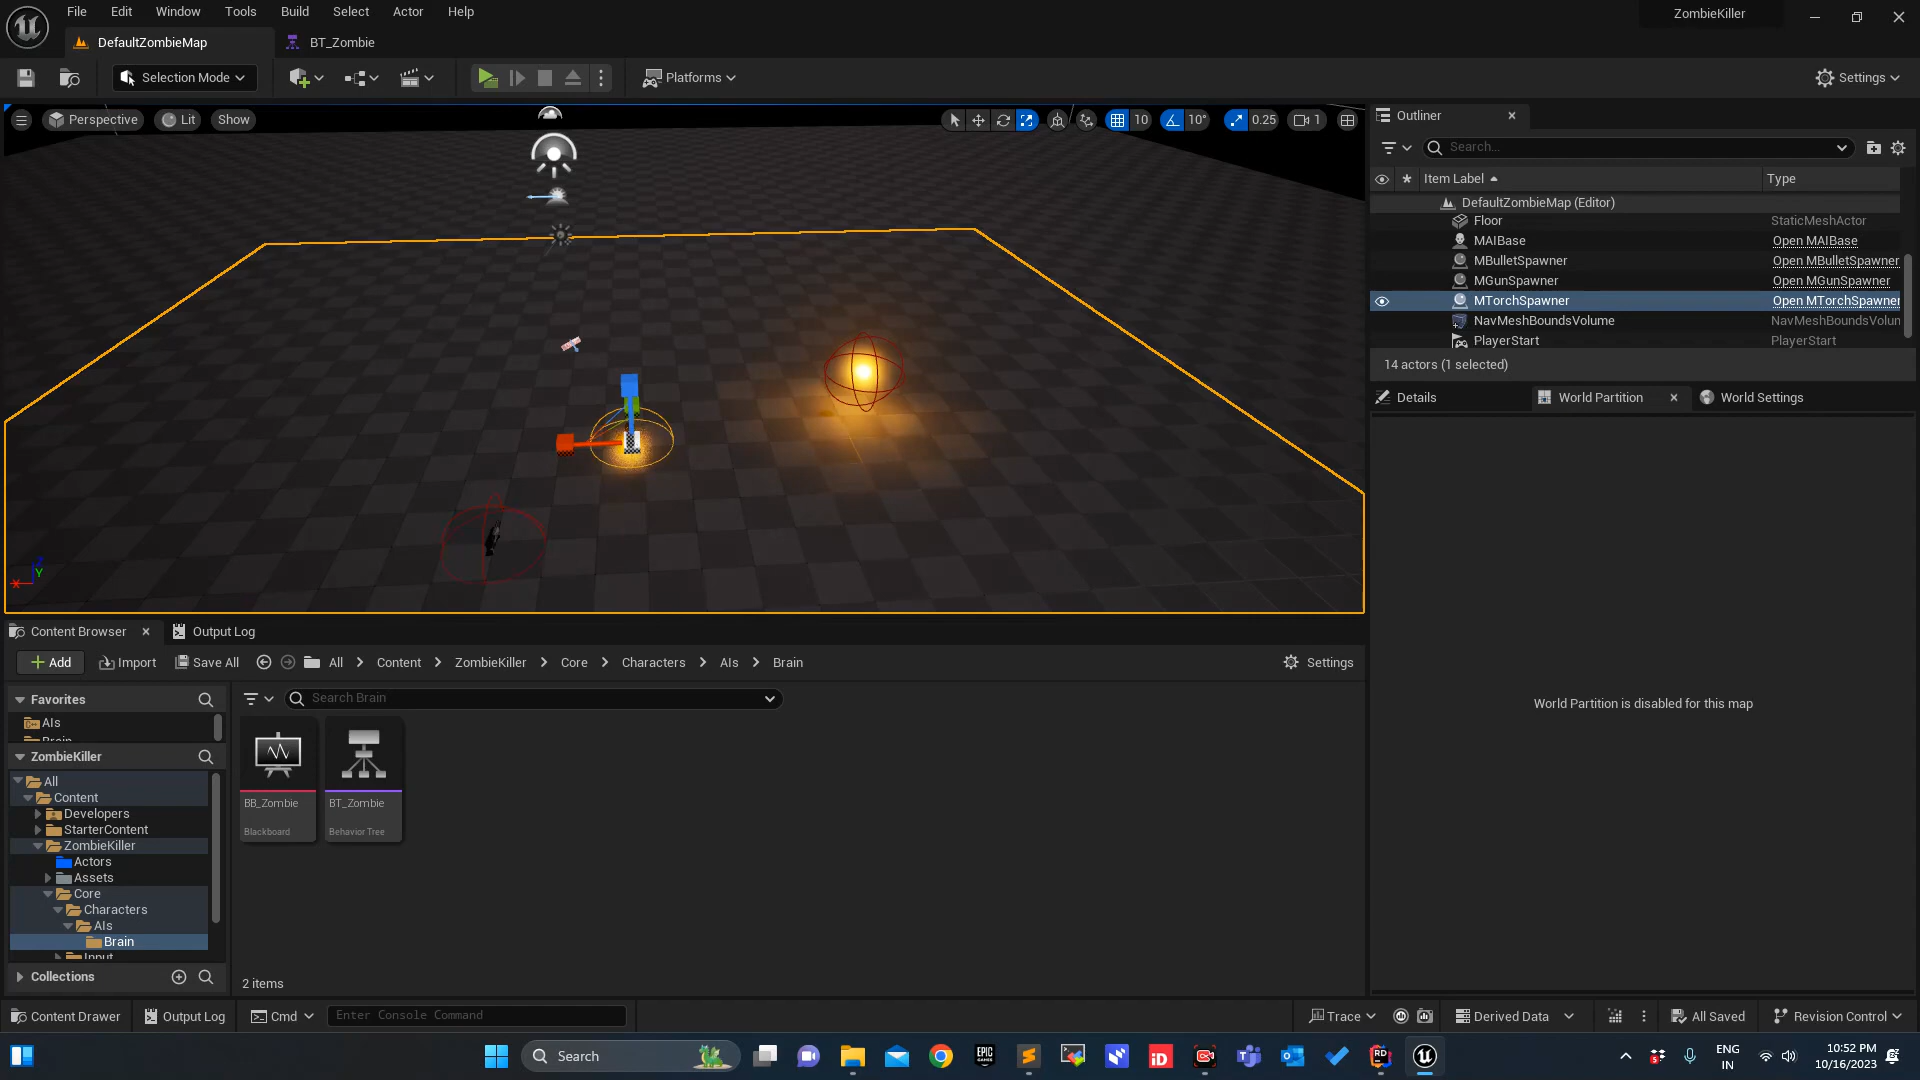 File Edit Window Tools Build Select Actor Help
ZombieKiller
DefaultZombieMap
BT_Zombie
Selection Mode
Platforms
Settings
Perspective
Lit
Show
10
10°
0.25
1
Outliner
Search...
Item Label
Type
DefaultZombieMap (Editor)
Floor StaticMeshActor
MAIBase Open MAIBase
MBulletSpawner Open MBulletSpawner
MGunSpawner Open MGunSpawner
MTorchSpawner Open MTorchSpawner
NavMeshBoundsVolume NavMeshBoundsVolun
PlayerStart PlayerStart
14 actors (1 selected)
Details
World Partition
World Settings
World Partition is disabled for this map
X
Y
Content Browser
Output Log
Add
Import
Save All
All > Content > ZombieKiller > Core > Characters > AIs > Brain
Settings
Favorites
AIs
Brain
ZombieKiller
All
Content
Developers
StarterContent
ZombieKiller
Actors
Assets
Core
Characters
AIs
Brain
Input
Collections
Search Brain
BB_Zombie
Blackboard
BT_Zombie
Behavior Tree
2 items
Content Drawer
Output Log
Cmd
Enter Console Command
Trace
Derived Data
All Saved
Revision Control
Search
EPIC
GAMES
iD
RD
ENG
IN
10:52 PM
10/16/2023